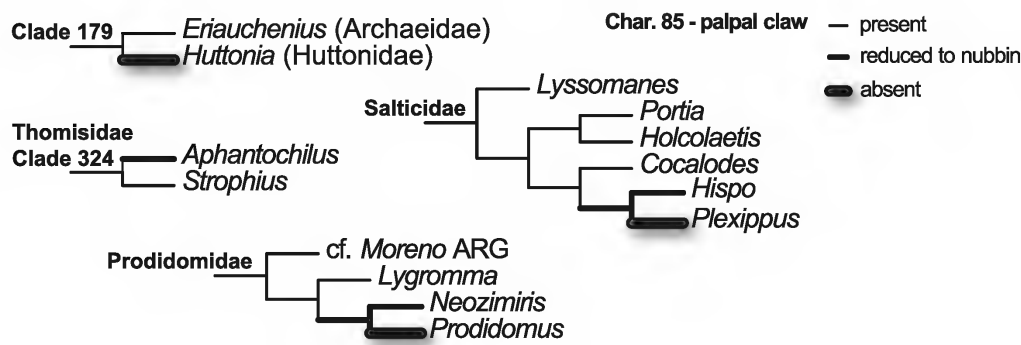 Clade 179
Eriauchenius (Archaeidae)
Huttonia (Huttonidae)
Char. 85 - palpal claw
present
reduced to nubbin
absent
Thomisidae
Clade 324
Aphantochilus
Strophius
Salticidae
Lyssomanes
Portia
Holcolaetis
Cocalodes
Hispo
Plexippus
Prodidomidae
cf. Moreno ARG
Lygromma
Neozimiris
Prodidomus